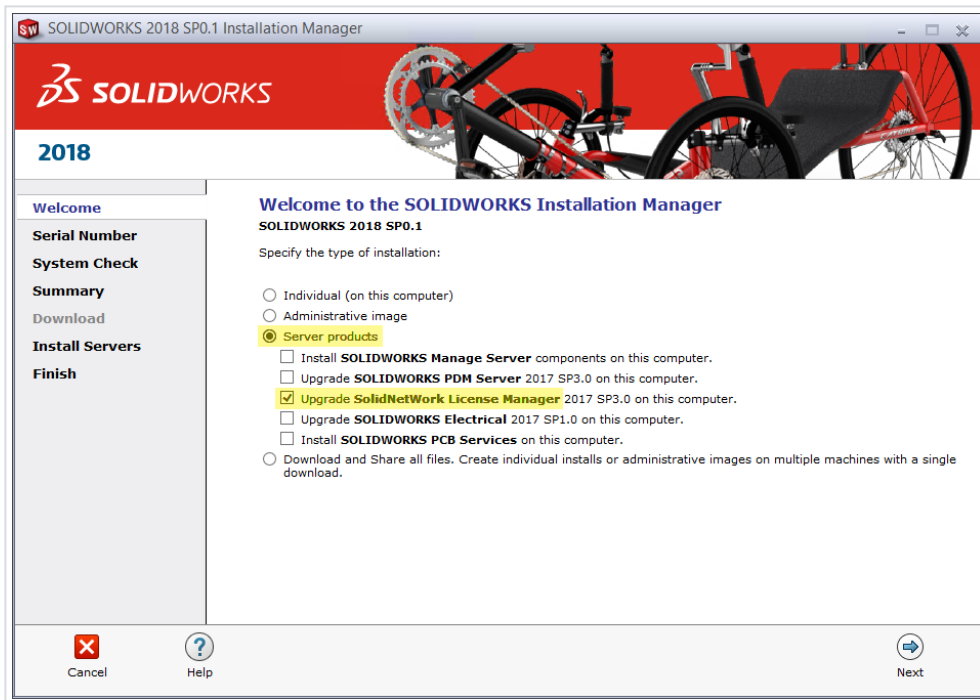 SOLIDWORKS 2018 SP0.1 Installation Manager
SOLIDWORKS
2018
CATRIKE
Welcome
Serial Number
System Check
Summary
Download
Install Servers
Finish
Welcome to the SOLIDWORKS Installation Manager
SOLIDWORKS 2018 SP0.1
Specify the type of installation:
Individual (on this computer)
Administrative image
Server products
Install SOLIDWORKS Manage Server components on this computer.
Upgrade SOLIDWORKS PDM Server 2017 SP3.0 on this computer.
Upgrade SolidNetWork License Manager 2017 SP3.0 on this computer.
Upgrade SOLIDWORKS Electrical 2017 SP1.0 on this computer.
Install SOLIDWORKS PCB Services on this computer.
Download and Share all files. Create individual installs or administrative images on multiple machines with a single
download.
Cancel
Help
Next